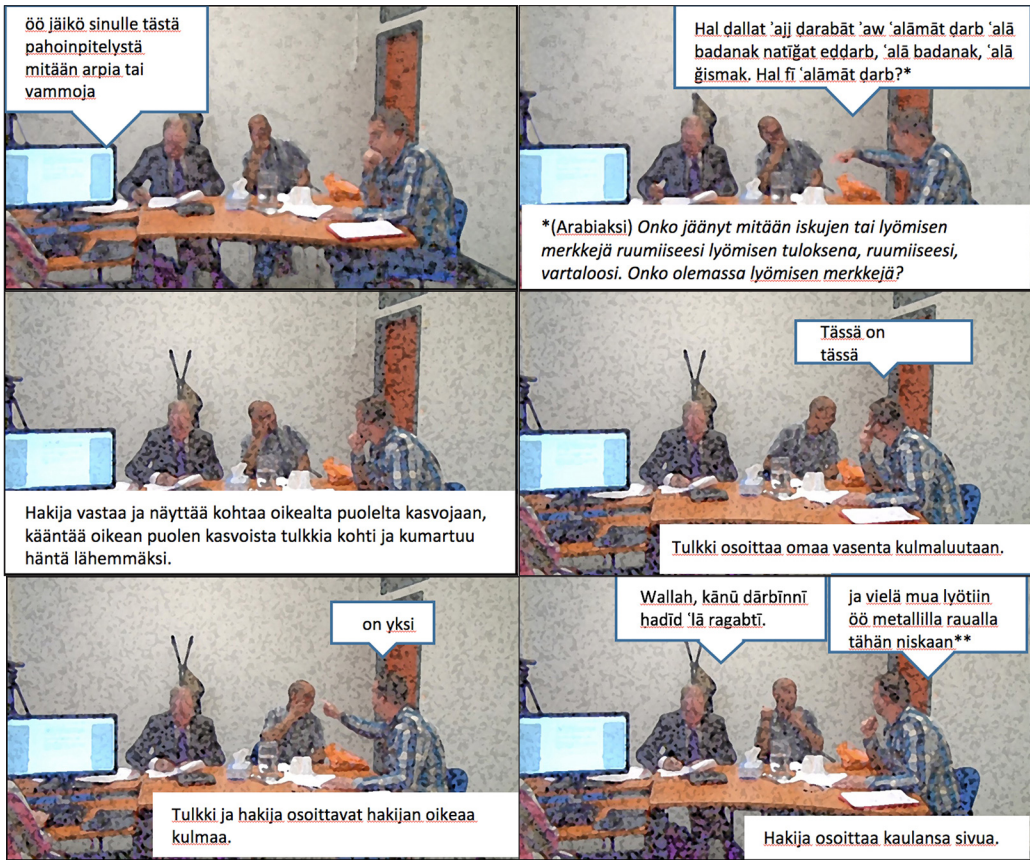 öö jäikö sinulle tästä
pahoinpitelystä
mitään arpia tai
vammoja
Hal ḍallat ʾajj ḍarabāt ʾaw ʿalāmāt ḍarb ʿalā
badanak natīğat eḍḍarb, ʿalā badanak, ʿalā
ğismak. Hal fī ʿalāmāt ḍarb?*
*(Arabiaksi) Onko jäänyt mitään iskujen tai lyömisen
merkkejä ruumiiseesi lyömisen tuloksena, ruumiiseesi,
vartaloosi. Onko olemassa lyömisen merkkejä?
Hakija vastaa ja näyttää kohtaa oikealta puolelta kasvojaan,
kääntää oikean puolen kasvoista tulkkia kohti ja kumartuu
häntä lähemmäksi.
Tässä on
tässä
Tulkki osoittaa omaa vasenta kulmaluutaan.
on yksi
Tulkki ja hakija osoittavat hakijan oikeaa
kulmaa.
Wallah, kānū ḍārbīnnī
ḥadīd ʿlā ragabtī.
ja vielä mua lyötiin
öö metallilla raualla
tähän niskaan**
Hakija osoittaa kaulansa sivua.